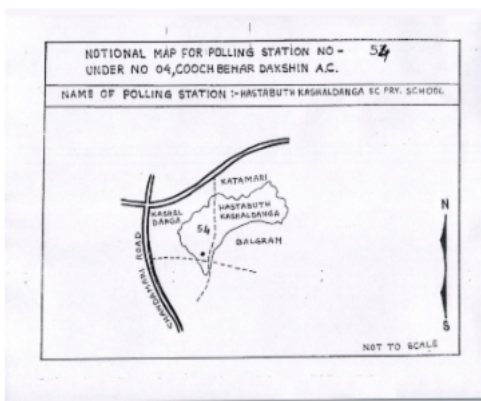 NOTIONAL MAP FOR POLLING STATION NO - 54
UNDER NO 04, COOCH BEHAR DAKSHIN A.C.
NAME OF POLLING STATION :- HASTABUTH KASHALDANGA SC PRY. SCHOOL
KATAMARI
KASHAL
DANGA
HASTABUTH
KASHALDANGA
54
DALGRAM
CHANDAMARI ROAD
N
S
NOT TO SCALE